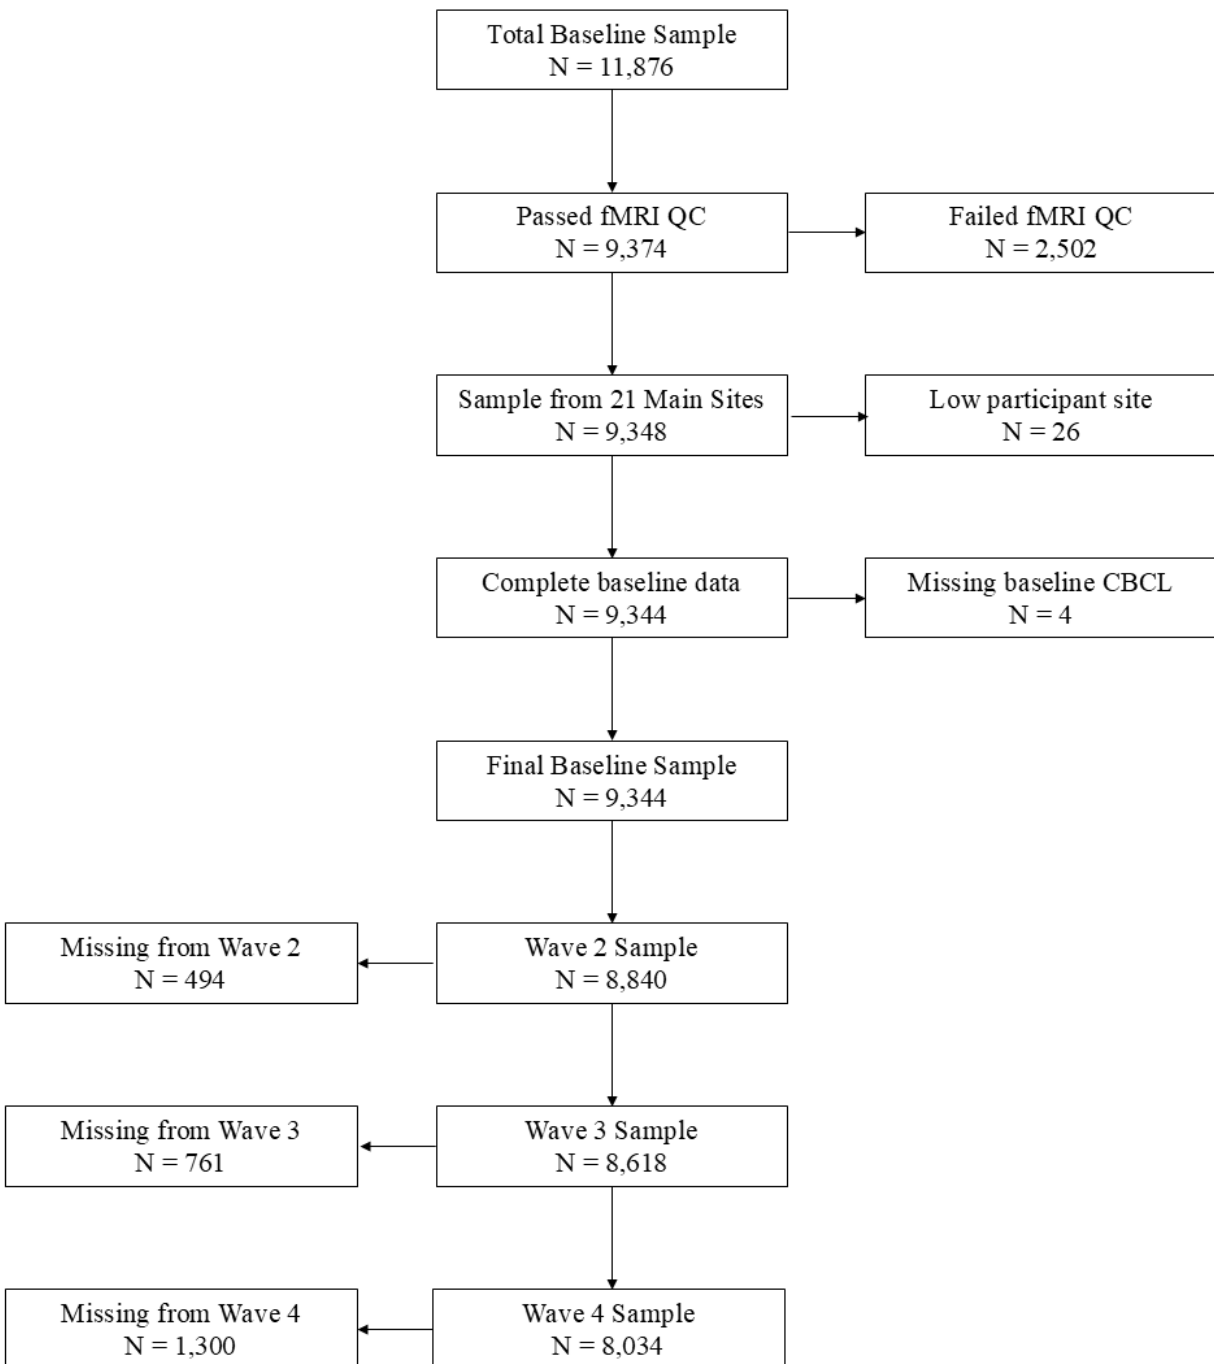 Total Baseline Sample
N = 11,876
Passed fMRI QC
N = 9,374
Failed fMRI QC
N = 2,502
Sample from 21 Main Sites
N = 9,348
Low participant site
N = 26
Complete baseline data
N = 9,344
Missing baseline CBCL
N = 4
Final Baseline Sample
N = 9,344
Missing from Wave 2
N = 494
Wave 2 Sample
N = 8,840
Missing from Wave 3
N = 761
Wave 3 Sample
N = 8,618
Missing from Wave 4
N = 1,300
Wave 4 Sample
N = 8,034